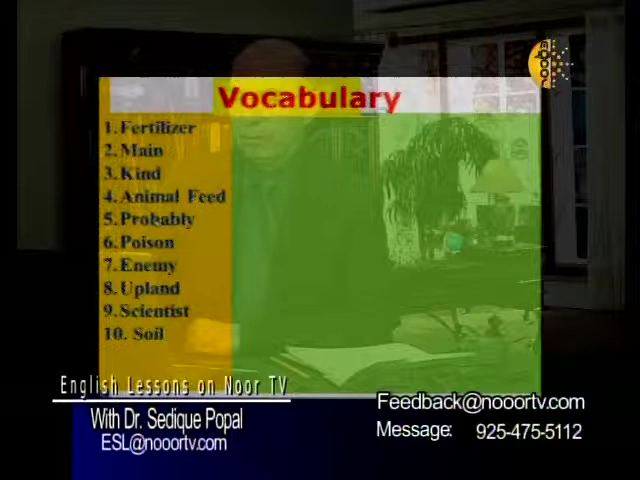 noor
Vocabulary
1. Fertilizer
2. Main
3. Kind
4. Animal Feed
5. Probably
6. Poison
7. Enemy
8. Upland
9. Scientist
10. Soil
English Lessons on Noor TV
With Dr. Sedique Popal
ESL@nooortv.com
Feedback@nooortv.com
Message: 925-475-5112